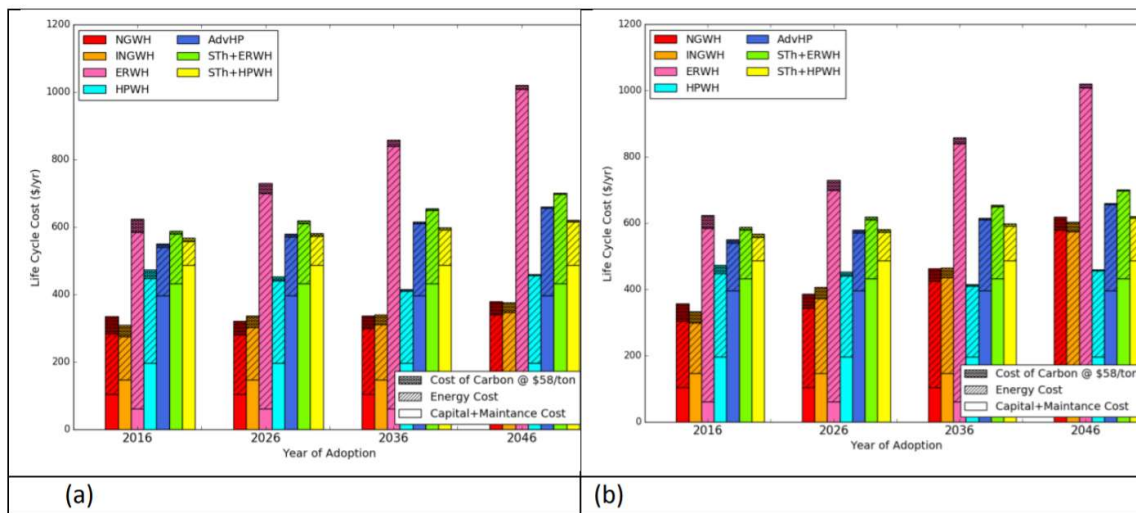 1200
1000
800
600
400
200
0
Life Cycle Cost ($/yr)
NGWH
INGWH
ERWH
HPWH
AdvHP
STh+ERWH
STh+HPWH
Cost of Carbon @ $58/ton
Energy Cost
Capital+Maintance Cost
2016 2026 2036 2046
Year of Adoption
1200
1000
800
600
400
200
0
Life Cycle Cost ($/yr)
NGWH
INGWH
ERWH
HPWH
AdvHP
STh+ERWH
STh+HPWH
Cost of Carbon @ $58/ton
Energy Cost
Capital+Maintance Cost
2016 2026 2036 2046
Year of Adoption
(a)
(b)